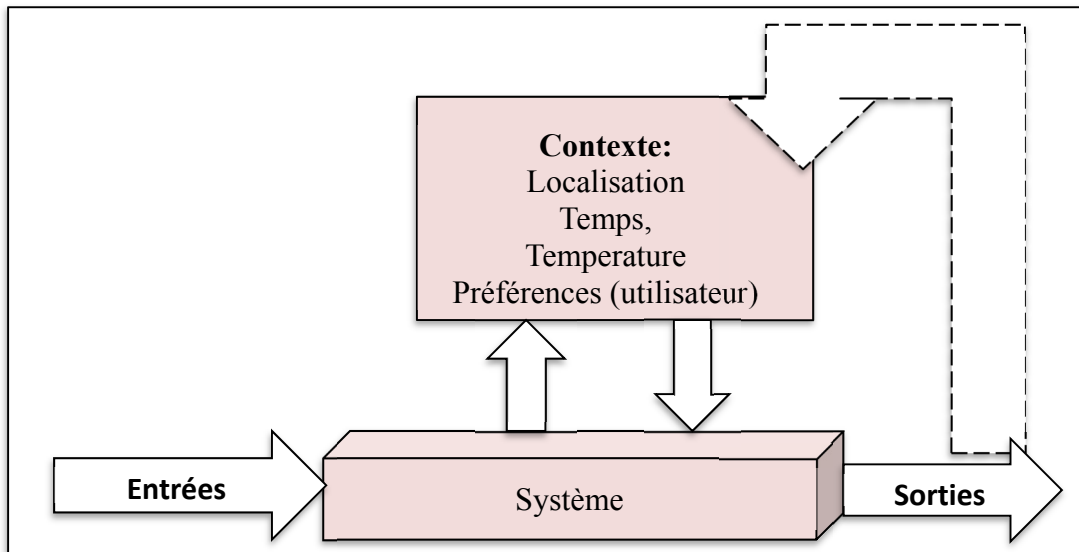 Contexte:
Localisation
Temps,
Temperature
Préférences (utilisateur)
Entrées
Système
Sorties